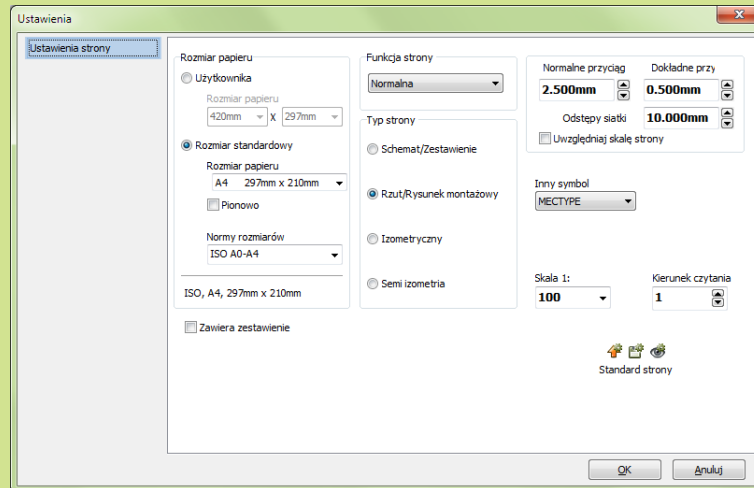 Ustawienia
Ustawienia strony
Rozmiar papieru
Użytkownika
Rozmiar papieru
420mm X 297mm
Rozmiar standardowy
Rozmiar papieru
A4 297mm x 210mm
Pionowo
Normy rozmiarów
ISO A0-A4
ISO, A4, 297mm x 210mm
Zawiera zestawienie
Funkcja strony
Normalna
Typ strony
Schemat/Zestawienie
Rzut/Rysunek montażowy
Izometryczny
Semi izometria
Normalne przyciąg Dokładne przy
2.500mm 0.500mm
Odstępy siatki 10.000mm
Uwzględniaj skalę strony
Inny symbol
MECTYPE
Skala 1: Kierunek czytania
100 1
Standard strony
OK Anuluj